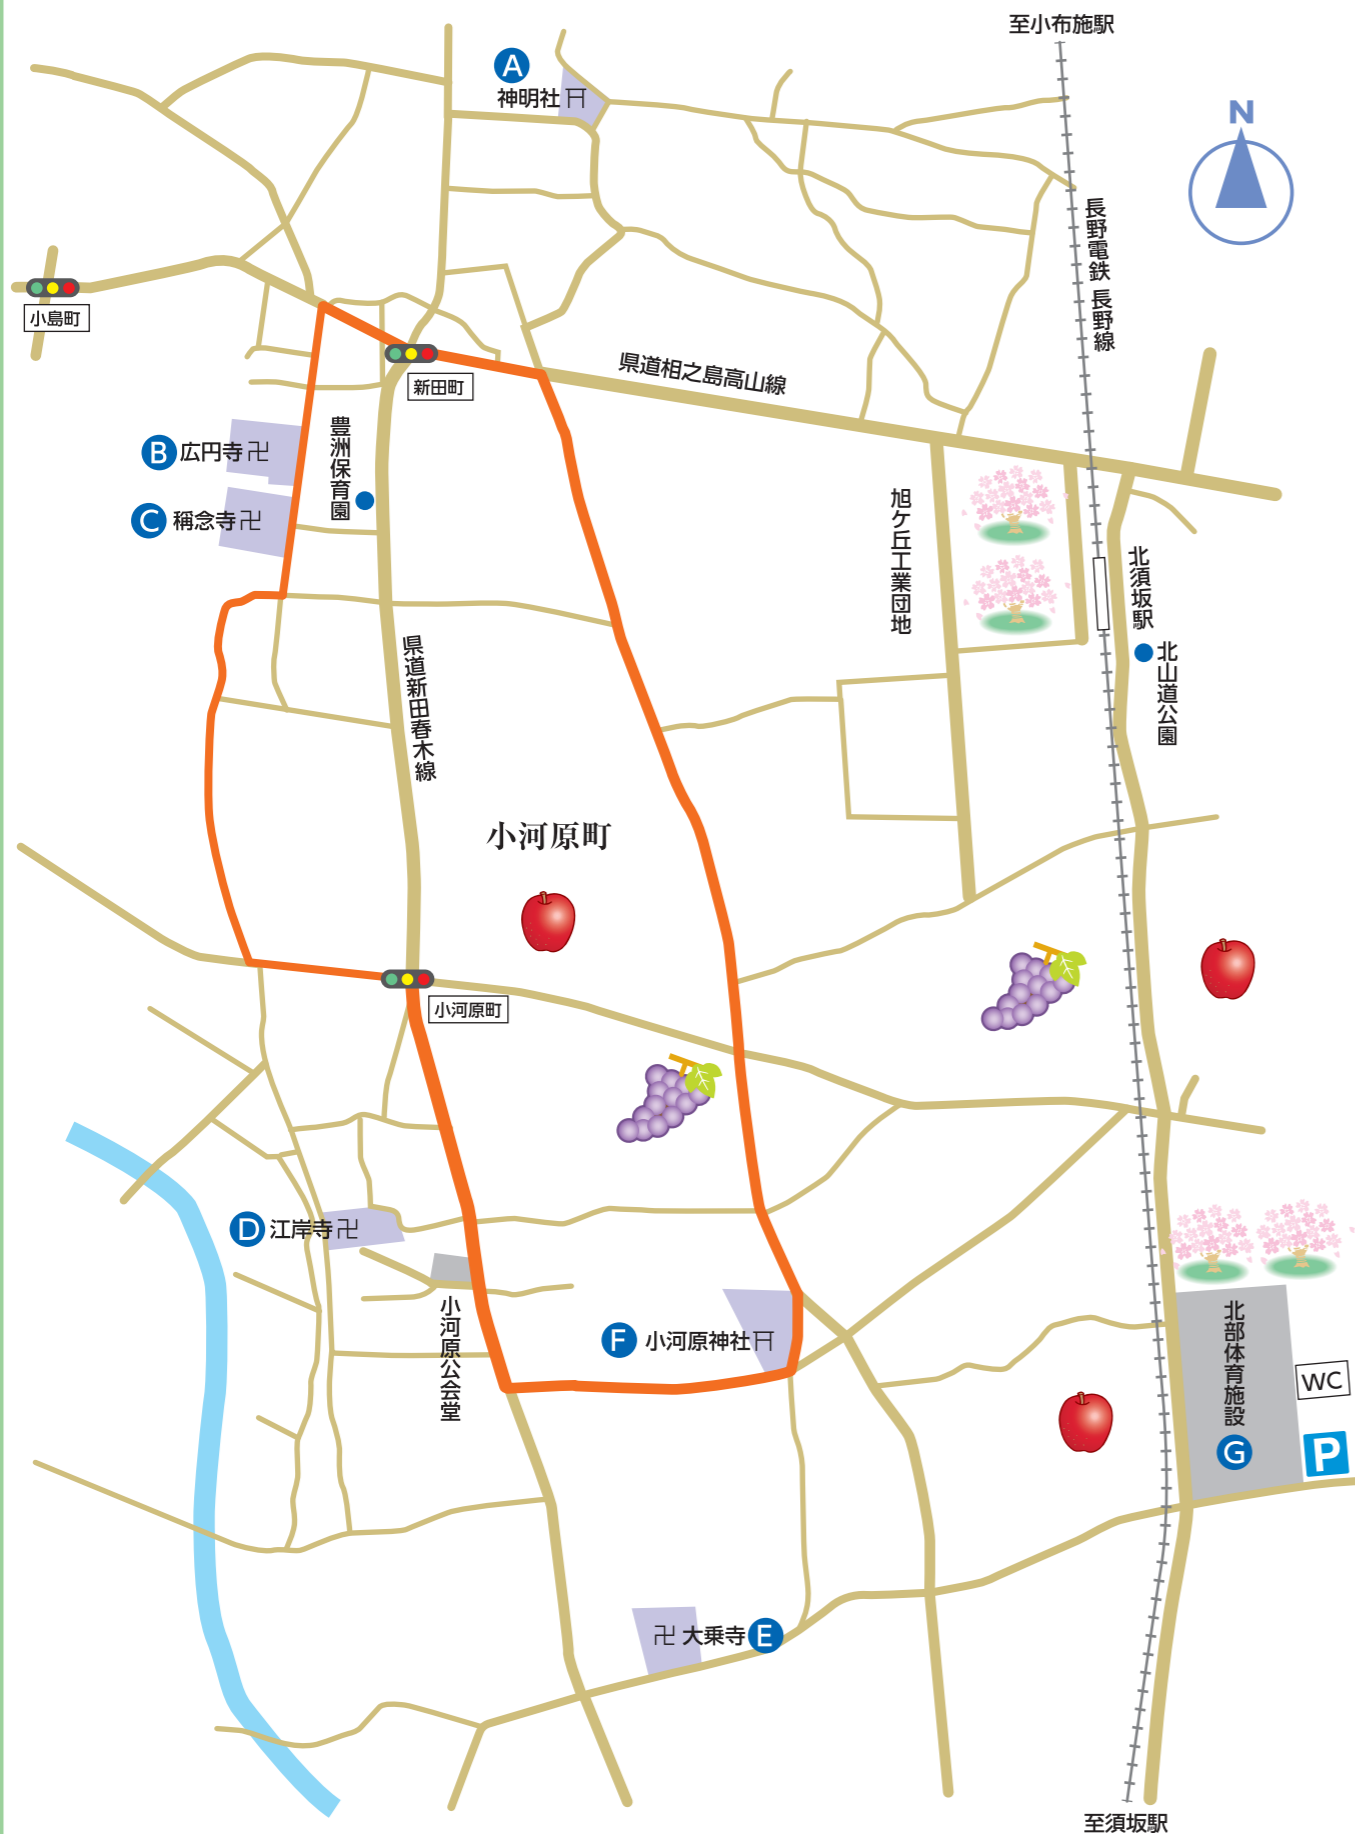 至小布施駅
A
神明社
N
長野電鉄 長野線
小島町
県道相之島高山線
新田町
豊洲保育園
B 広円寺
C 稱念寺
旭ケ丘工業団地
北須坂駅
北山道公園
県道新田春木線
小河原町
小河原町
D 江岸寺
小河原公会堂
F 小河原神社
北部体育施設
G
WC
P
大乗寺 E
至須坂駅